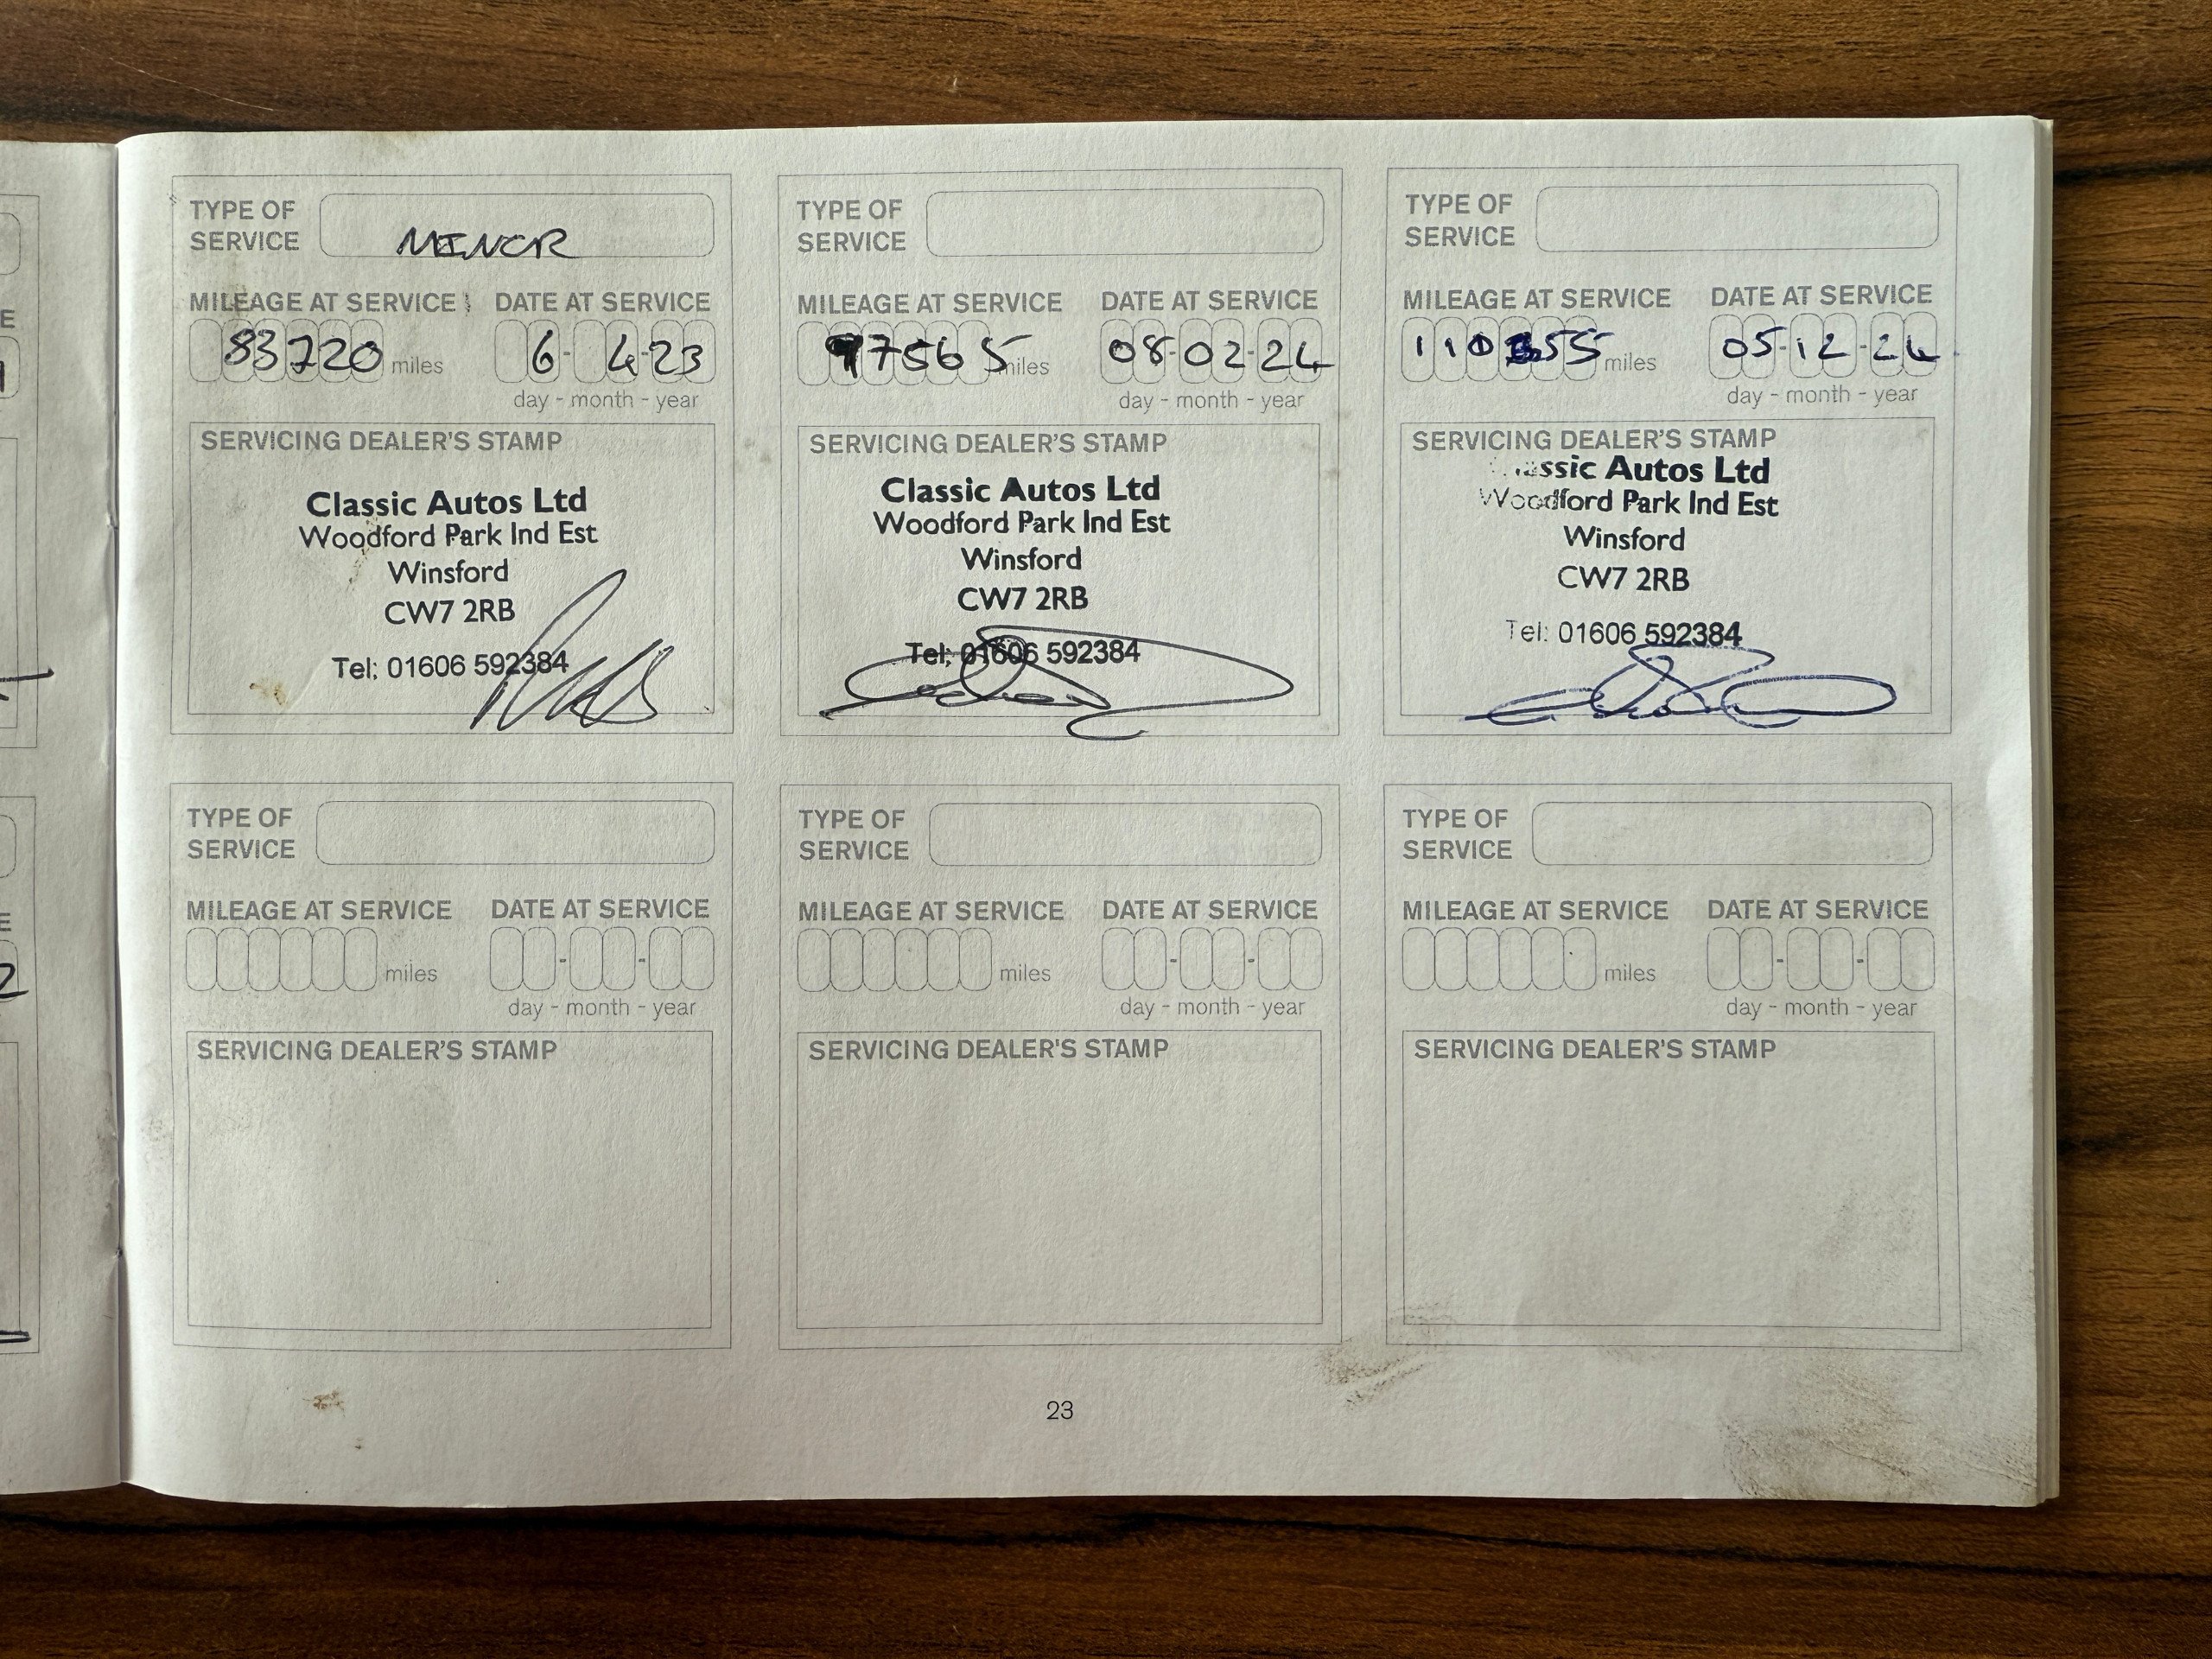 TYPE OF
SERVICE MINOR
MILEAGE AT SERVICE DATE AT SERVICE
83720 miles 6 - 4-23
day - month - year
SERVICING DEALER'S STAMP
Classic Autos Ltd
Woodford Park Ind Est
Winsford
CW7 2RB
Tel: 01606 592384
TYPE OF
SERVICE
MILEAGE AT SERVICE DATE AT SERVICE
97565 miles 08-02-24
day - month - year
SERVICING DEALER'S STAMP
Classic Autos Ltd
Woodford Park Ind Est
Winsford
CW7 2RB
Tel: 01606 592384
TYPE OF
SERVICE
MILEAGE AT SERVICE DATE AT SERVICE
miles 05-12-24
day - month - year
SERVICING DEALER'S STAMP
Classic Autos Ltd
Woodford Park Ind Est
Winsford
CW7 2RB
Tel: 01606 592384
TYPE OF
SERVICE
MILEAGE AT SERVICE DATE AT SERVICE
miles - -
day - month - year
SERVICING DEALER'S STAMP
TYPE OF
SERVICE
MILEAGE AT SERVICE DATE AT SERVICE
miles - -
day - month - year
SERVICING DEALER'S STAMP
TYPE OF
SERVICE
MILEAGE AT SERVICE DATE AT SERVICE
miles - -
day - month - year
SERVICING DEALER'S STAMP
23